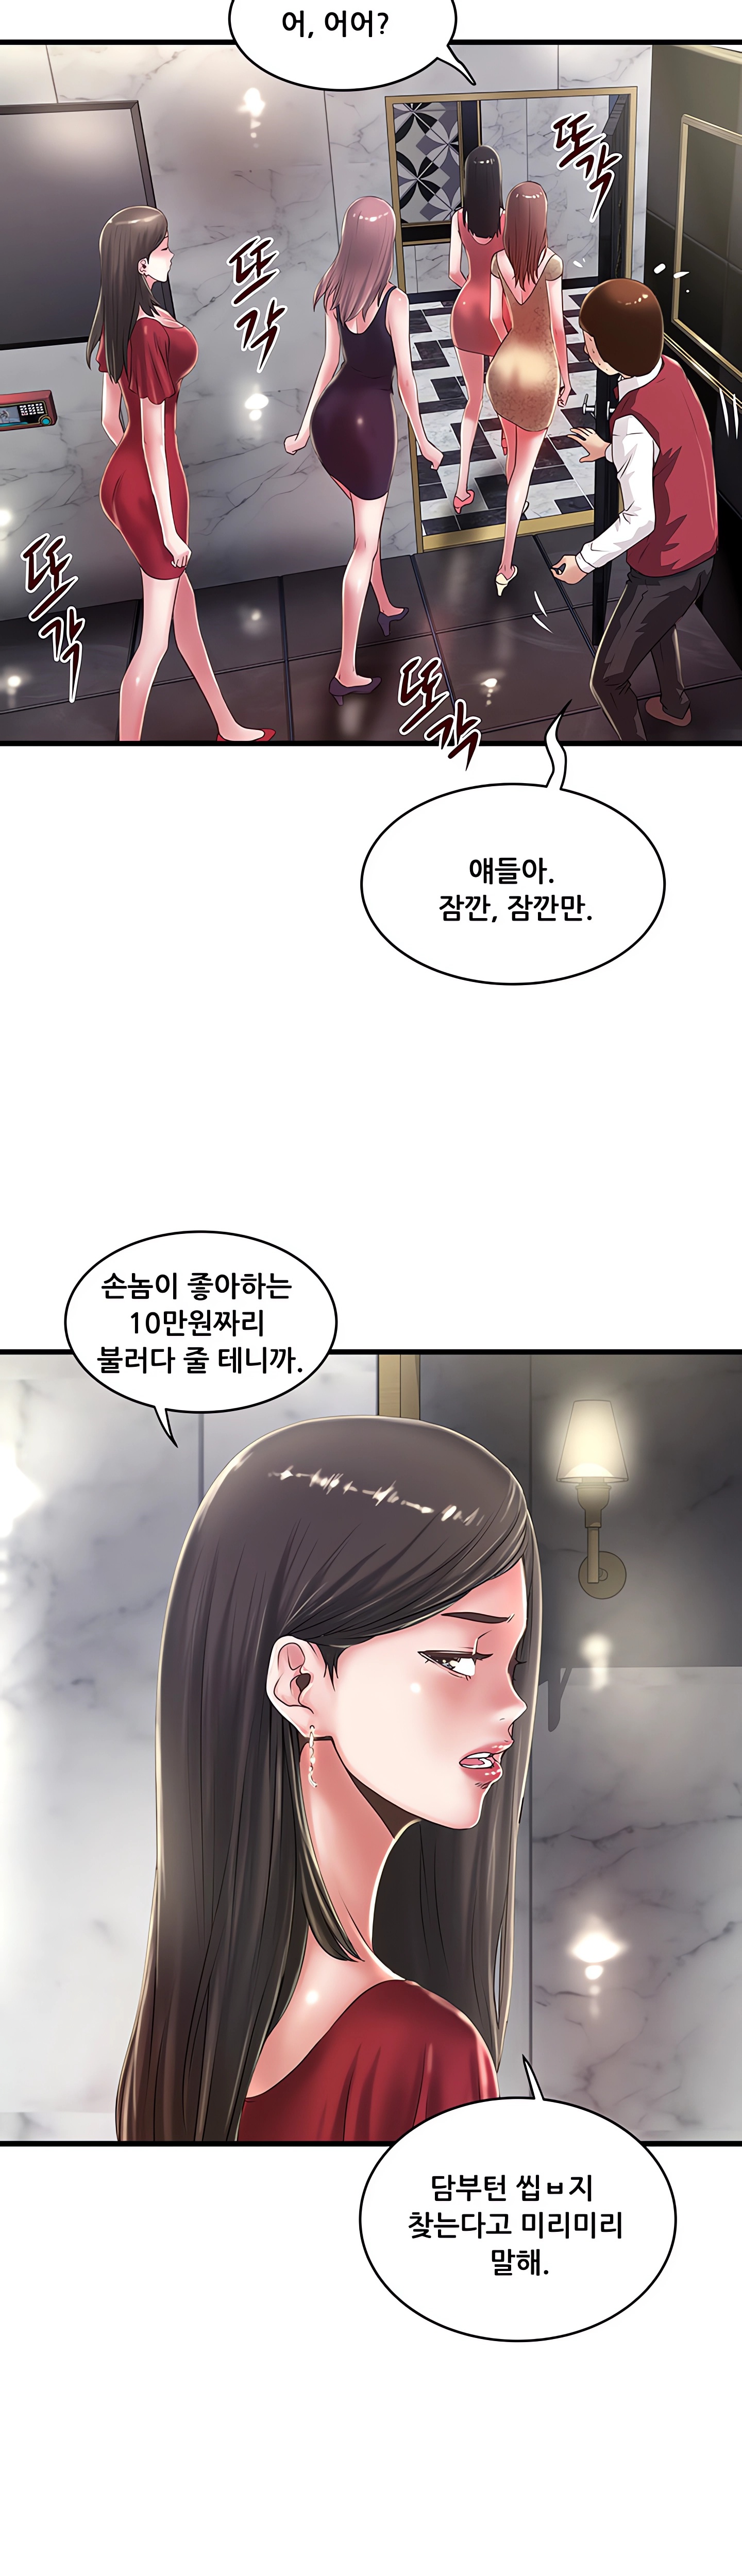 어, 어어?
또각
또각
또각
또각
얘들아.
잠깐, 잠깐만.
손놈이 좋아하는
10만원짜리
불러다 줄 테니까.
담부턴 씹ㅂ지
찾는다고 미리미리
말해.